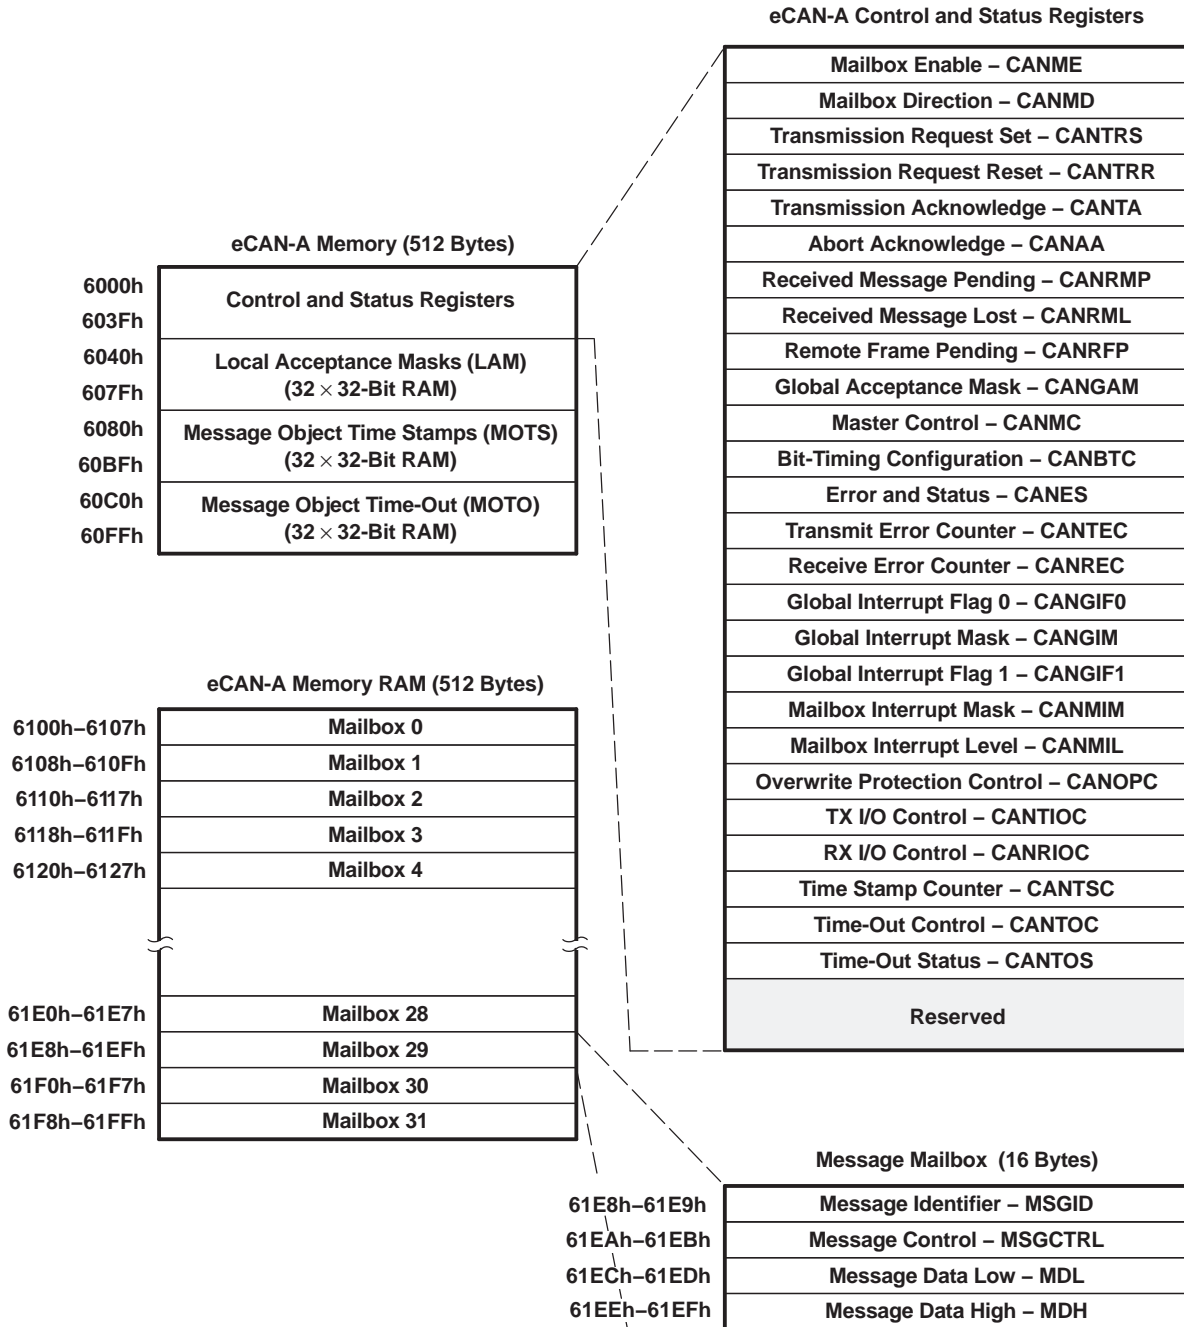 eCAN-A Control and Status Registers
Mailbox Enable – CANME
Mailbox Direction – CANMD
Transmission Request Set – CANTRS
Transmission Request Reset – CANTRR
Transmission Acknowledge – CANTA
Abort Acknowledge – CANAA
Received Message Pending – CANRMP
Received Message Lost – CANRML
Remote Frame Pending – CANRFP
Global Acceptance Mask – CANGAM
Master Control – CANMC
Bit-Timing Configuration – CANBTC
Error and Status – CANES
Transmit Error Counter – CANTEC
Receive Error Counter – CANREC
Global Interrupt Flag 0 – CANGIF0
Global Interrupt Mask – CANGIM
Global Interrupt Flag 1 – CANGIF1
Mailbox Interrupt Mask – CANMIM
Mailbox Interrupt Level – CANMIL
Overwrite Protection Control – CANOPC
TX I/O Control – CANTIOC
RX I/O Control – CANRIOC
Time Stamp Counter – CANTSC
Time-Out Control – CANTOC
Time-Out Status – CANTOS
Reserved
eCAN-A Memory (512 Bytes)
6000h
Control and Status Registers
603Fh
6040h
Local Acceptance Masks (LAM)
(32 × 32-Bit RAM)
607Fh
6080h
Message Object Time Stamps (MOTS)
(32 × 32-Bit RAM)
60BFh
60C0h
Message Object Time-Out (MOTO)
(32 × 32-Bit RAM)
60FFh
eCAN-A Memory RAM (512 Bytes)
6100h–6107h Mailbox 0
6108h–610Fh Mailbox 1
6110h–6117h Mailbox 2
6118h–611Fh Mailbox 3
6120h–6127h Mailbox 4
61E0h–61E7h Mailbox 28
61E8h–61EFh Mailbox 29
61F0h–61F7h Mailbox 30
61F8h–61FFh Mailbox 31
Message Mailbox (16 Bytes)
61E8h–61E9h Message Identifier – MSGID
61EAh–61EBh Message Control – MSGCTRL
61ECh–61EDh Message Data Low – MDL
61EEh–61EFh Message Data High – MDH